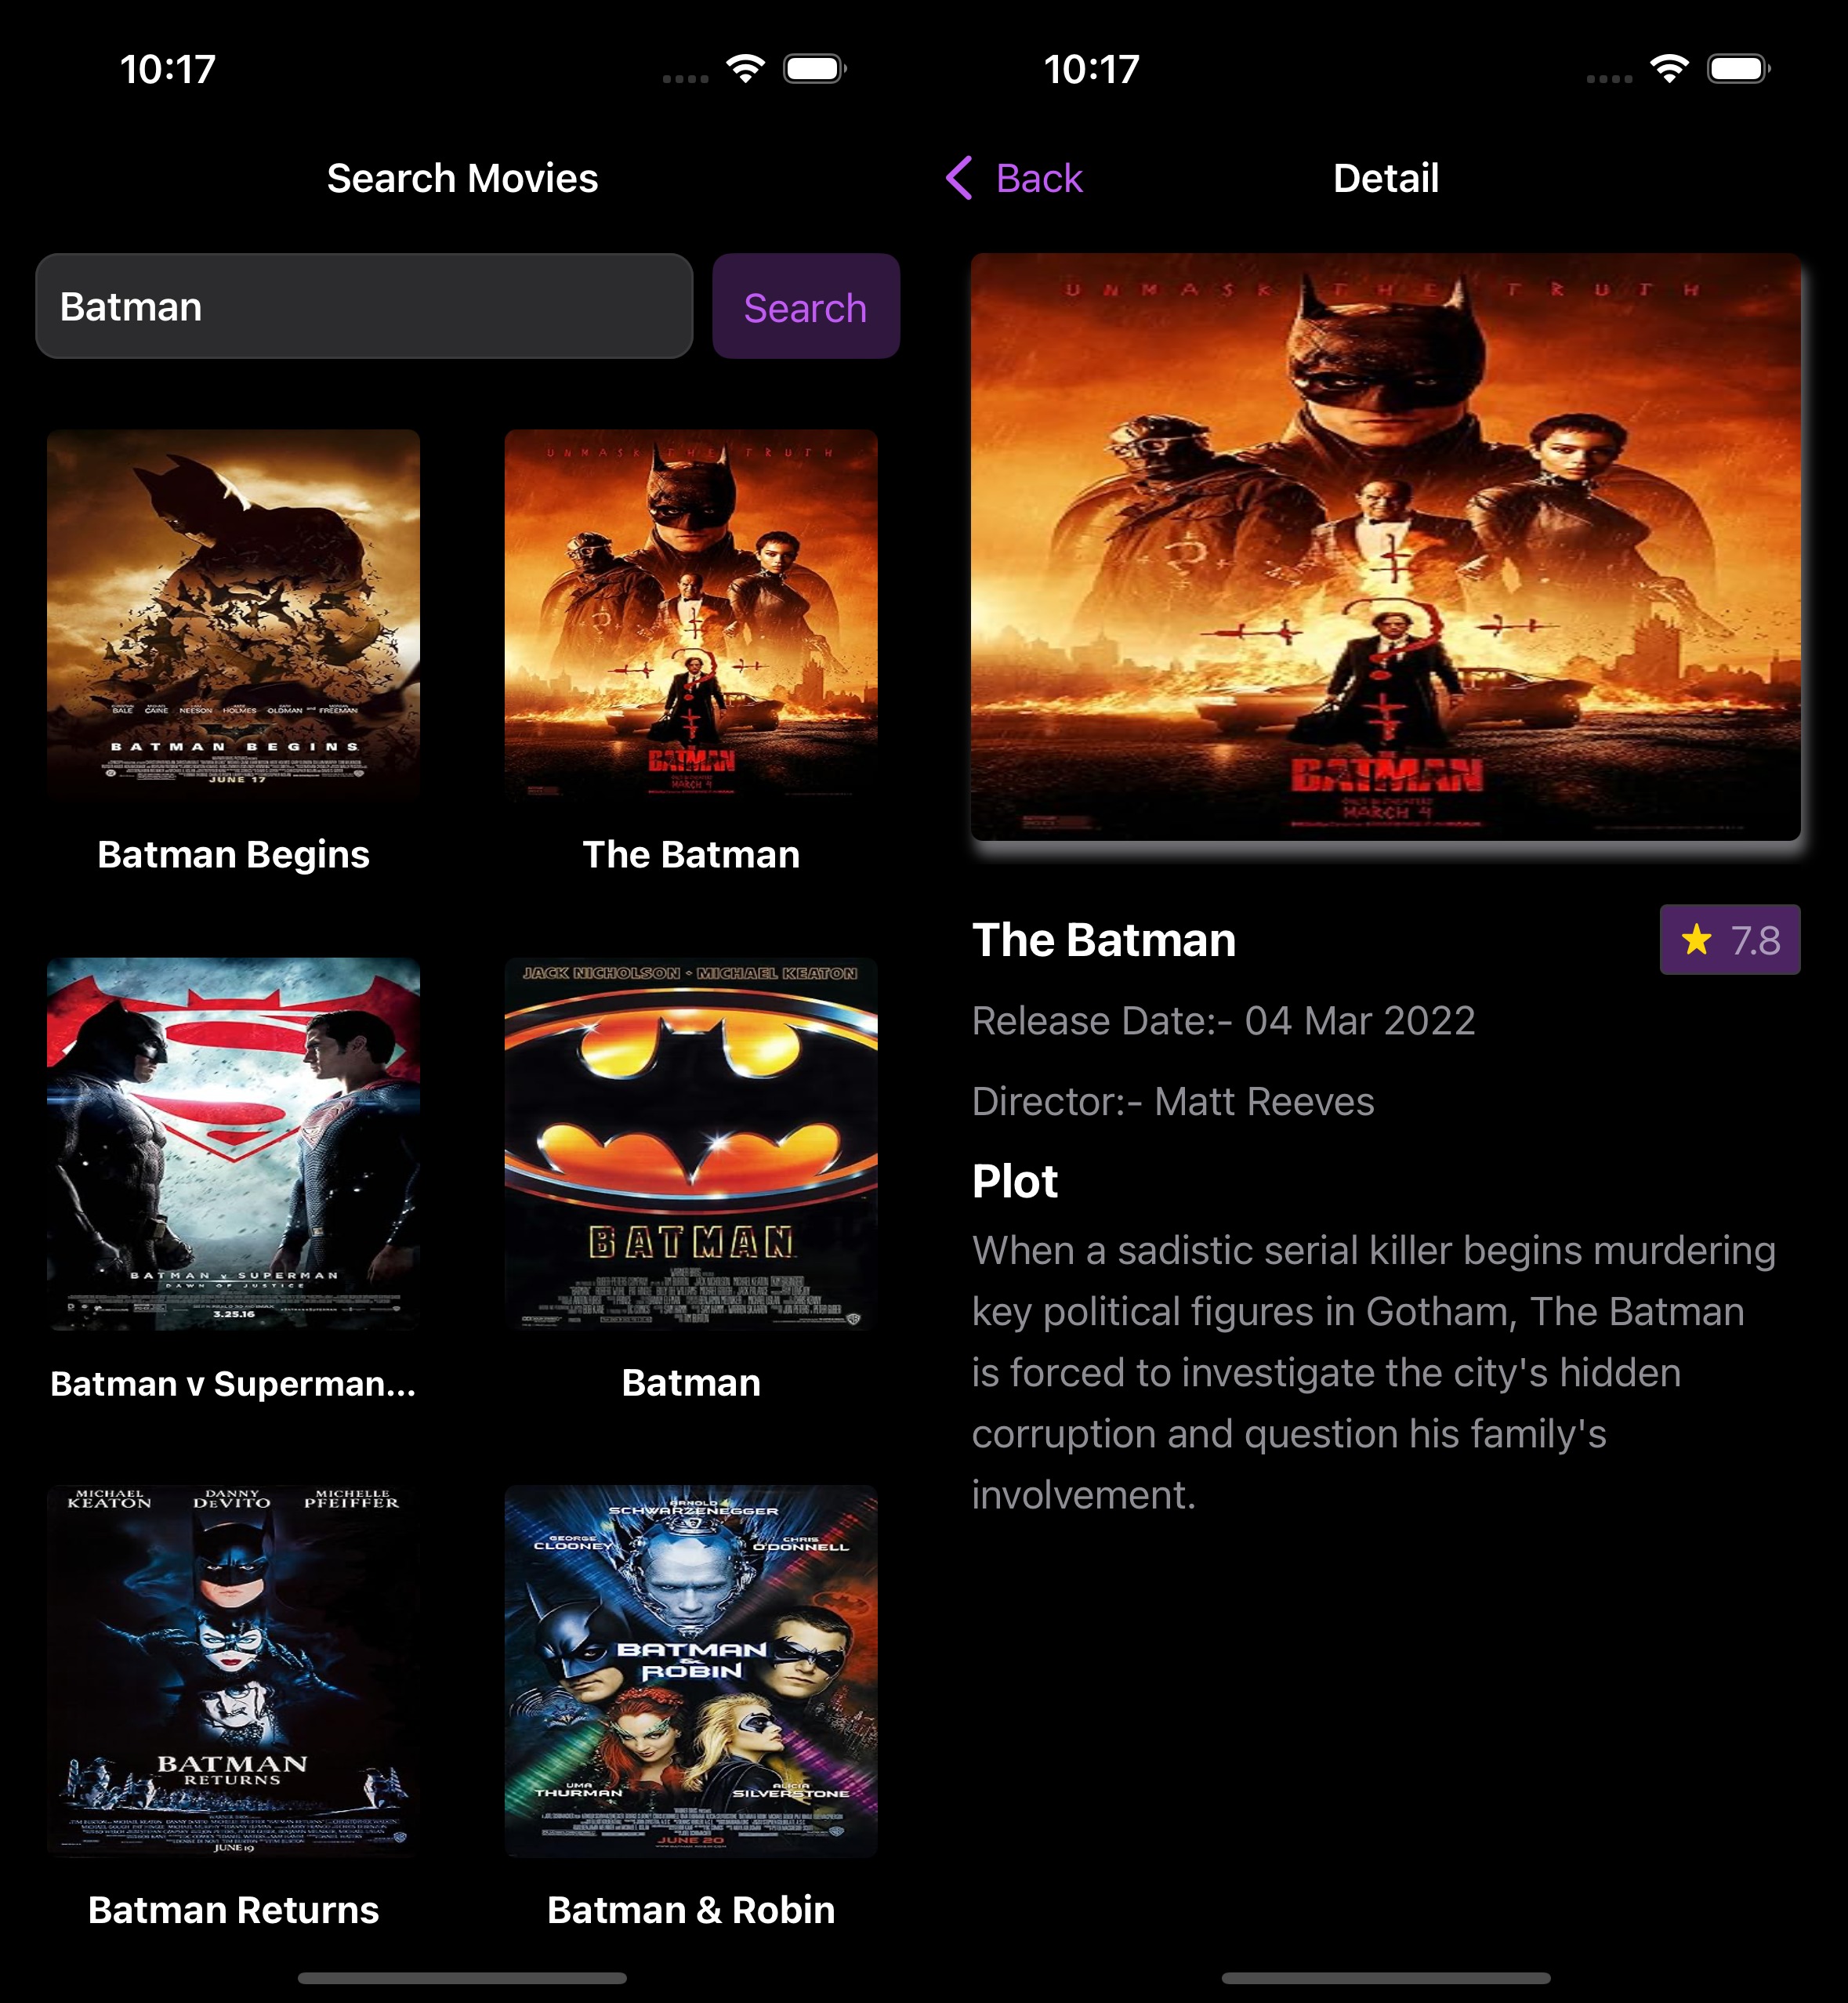 10:17
Search Movies
Batman
Search
BALE CAINE NEESON HOLMES OLDMAN and FREEMAN
BATMAN BEGINS
JUNE 17
Batman Begins
UNMASK THE TRUTH
BATMAN
MARCH 4
The Batman
BATMAN v SUPERMAN
DAWN OF JUSTICE
3.25.16
Batman v Superman...
JACK NICHOLSON • MICHAEL KEATON
BATMAN
Batman
MICHAEL KEATON
DANNY DEVITO
MICHELLE PFEIFFER
BATMAN
RETURNS
JUNE 19
Batman Returns
ARNOLD
SCHWARZENEGGER
GEORGE CLOONEY
CHRIS O'DONNELL
BATMAN
&
ROBIN
UMA THURMAN
ALICIA SILVERSTONE
JUNE 20
Batman & Robin
10:17
Back
Detail
UNMASK THE TRUTH
BATMAN
ONLY IN THEATERS
MARCH 4
The Batman
7.8
Release Date:- 04 Mar 2022
Director:- Matt Reeves
Plot
When a sadistic serial killer begins murdering
key political figures in Gotham, The Batman
is forced to investigate the city's hidden
corruption and question his family's
involvement.